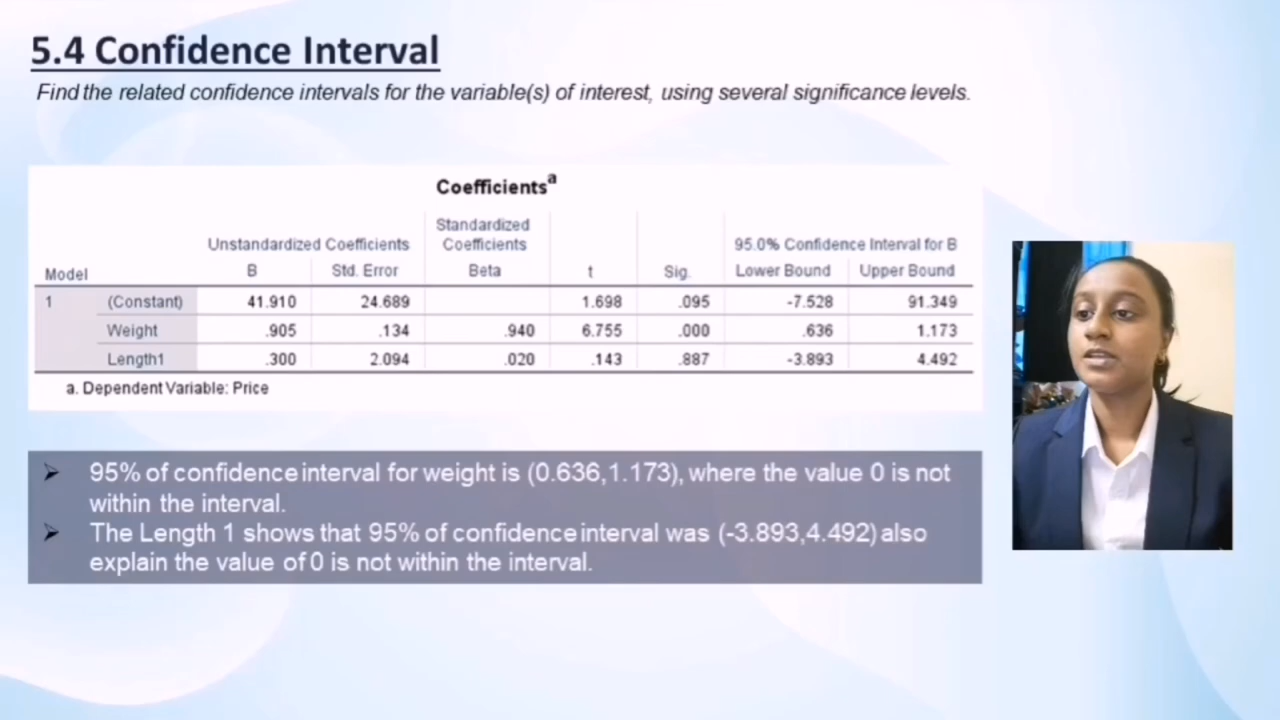 5.4 Confidence Interval
Find the related confidence intervals for the variable(s) of interest, using several significance levels.
Coefficientsa
Standardized
Unstandardized Coefficients Coefficients 95.0% Confidence Interval for B
Model B Std. Error Beta t Sig. Lower Bound Upper Bound
1 (Constant) 41.910 24.689 1.698 .095 -7.528 91.349
Weight .905 .134 .940 6.755 .000 .636 1.173
Length1 .300 2.094 .020 .143 .887 -3.893 4.492
a. Dependent Variable: Price
➢ 95% of confidence interval for weight is (0.636,1.173), where the value 0 is not
within the interval.
➢ The Length 1 shows that 95% of confidence interval was (-3.893,4.492) also
explain the value of 0 is not within the interval.